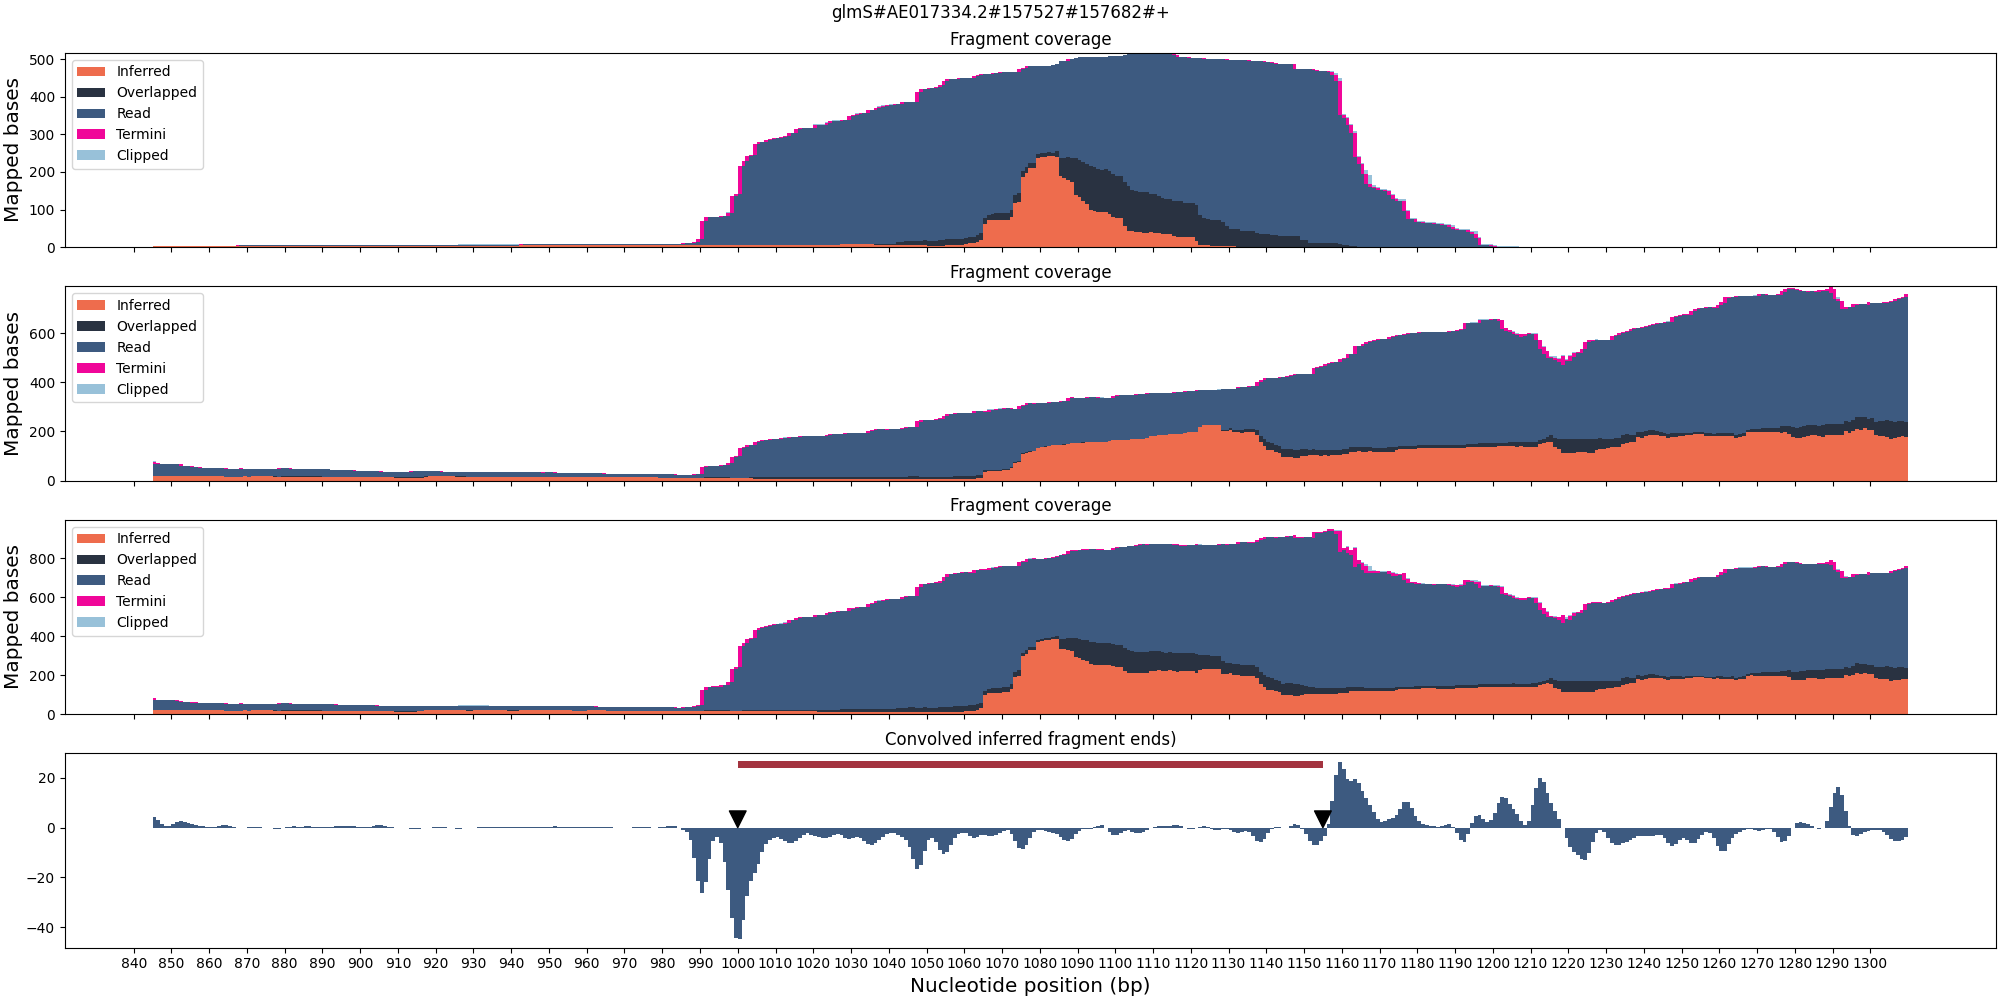 glmS#AE017334.2#157527#157682#+
Fragment coverage
500
400
300
200
100
0
Mapped bases
Inferred
Overlapped
Read
Termini
Clipped
Fragment coverage
600
400
200
0
Mapped bases
Inferred
Overlapped
Read
Termini
Clipped
Fragment coverage
800
600
400
200
0
Mapped bases
Inferred
Overlapped
Read
Termini
Clipped
Convolved inferred fragment ends)
20
0
−20
−40
840 850 860 870 880 890 900 910 920 930 940 950 960 970 980 990 1000 1010 1020 1030 1040 1050 1060 1070 1080 1090 1100 1110 1120 1130 1140 1150 1160 1170 1180 1190 1200 1210 1220 1230 1240 1250 1260 1270 1280 1290 1300
Nucleotide position (bp)